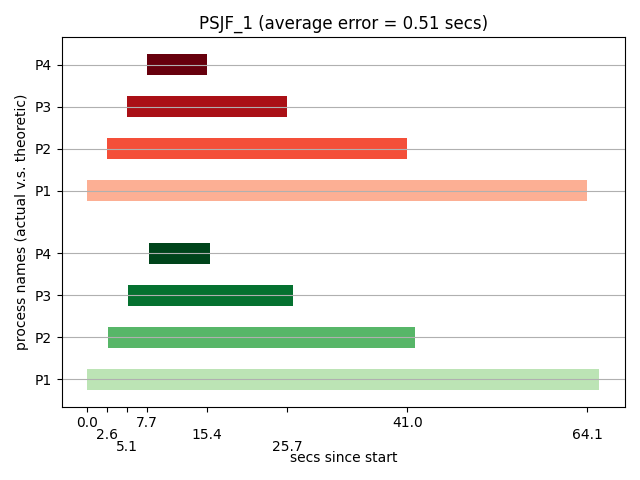 PSJF_1 (average error = 0.51 secs)
process names (actual v.s. theoretic)
P4
P3
P2
P1
P4
P3
P2
P1
0.0 7.7 41.0 64.1
2.6 15.4
5.1 25.7
secs since start